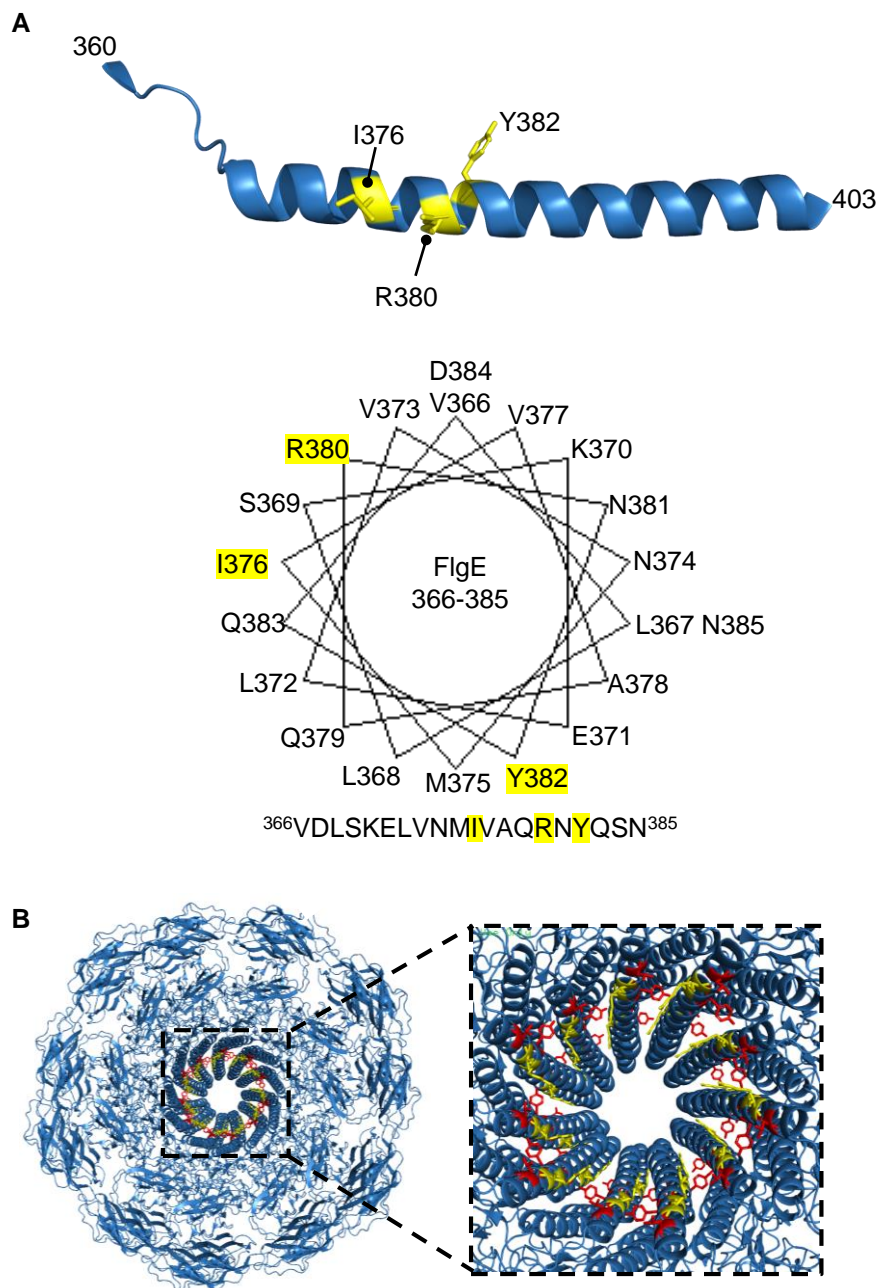 A
360
I376
Y382
403
R380
D384
V373 V366 V377
R380 K370
S369 N381
I376 N374
FlgE
366-385
Q383 L367 N385
L372 A378
Q379 E371
L368 M375 Y382
³⁶⁶VDLSKELVNMIVAQRNYQSN³⁸⁵
B